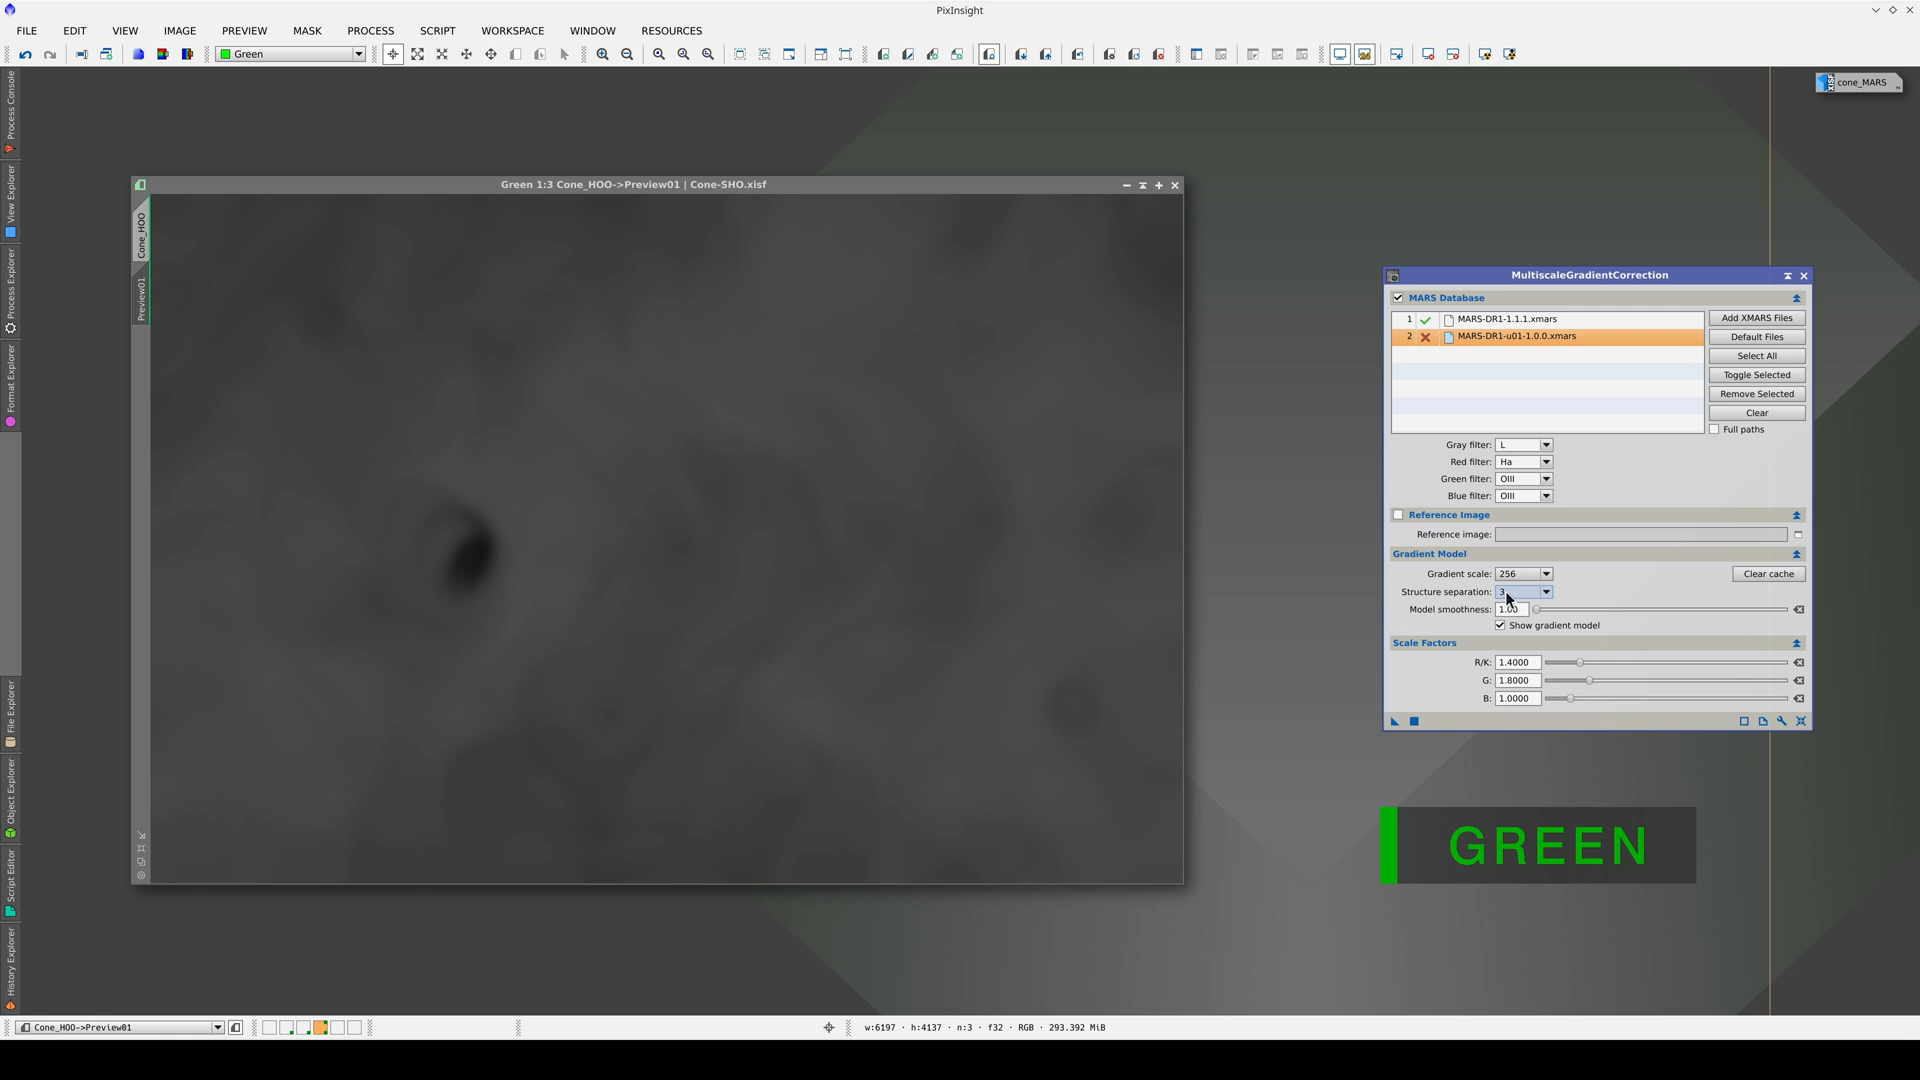 PixInsight
FILE EDIT VIEW IMAGE PREVIEW MASK PROCESS SCRIPT WORKSPACE WINDOW RESOURCES
Green
cone_MARS
Process Console
View Explorer
Process Explorer
Format Explorer
File Explorer
Object Explorer
Script Editor
History Explorer
Green 1:3 Cone_HOO->Preview01 | Cone-SHO.xisf
Cone_HOO
Preview01
MultiscaleGradientCorrection
MARS Database
1 MARS-DR1-1.1.1.xmars
2 MARS-DR1-u01-1.0.0.xmars
Add XMARS Files
Default Files
Select All
Toggle Selected
Remove Selected
Clear
Full paths
Gray filter: L
Red filter: Ha
Green filter: OIII
Blue filter: OIII
Reference Image
Reference image:
Gradient Model
Gradient scale: 256 Clear cache
Structure separation: 3
Model smoothness: 1.00
Show gradient model
Scale Factors
R/K: 1.4000
G: 1.8000
B: 1.0000
GREEN
Cone_HOO->Preview01
w:6197 · h:4137 · n:3 · f32 · RGB · 293.392 MiB